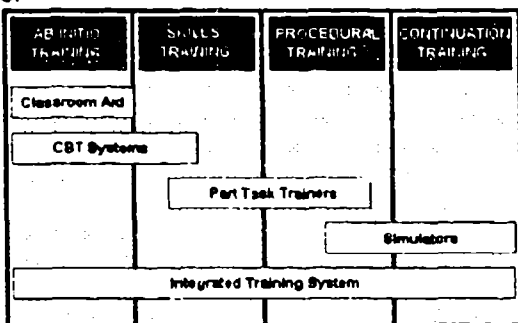 AB INITIO TRAINING
SKILLS TRAINING
PROCEDURAL TRAINING
CONTINUATION TRAINING
Classroom Aid
CBT Systems
Part Task Trainers
Simulators
Integrated Training System